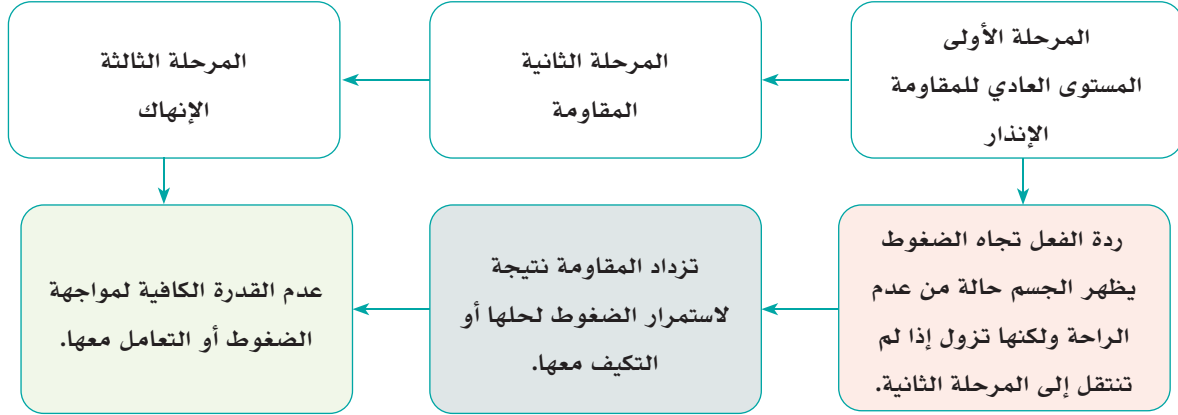 المرحلة الأولى
المستوى العادي للمقاومة
الإنذار
المرحلة الثانية
المقاومة
المرحلة الثالثة
الإنهاك
ردة الفعل تجاه الضغوط
يظهر الجسم حالة من عدم
الراحة ولكنها تزول إذا لم
تنتقل إلى المرحلة الثانية.
تزداد المقاومة نتيجة
لاستمرار الضغوط لحلها أو
التكيف معها.
عدم القدرة الكافية لمواجهة
الضغوط أو التعامل معها.